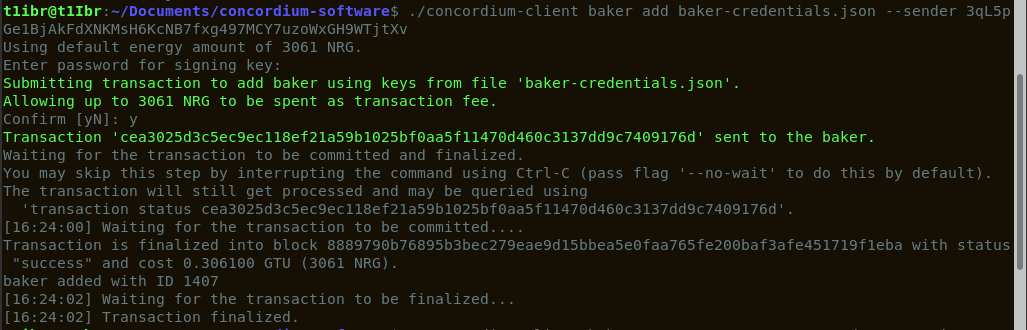 t1ibr@t1Ibr:~/Documents/concordium-software$ ./concordium-client baker add baker-credentials.json --sender 3qL5p
Ge1BjAkFdXNKMsH6KcNB7fxg497MCY7uzoWxGH9WTjtXv
Using default energy amount of 3061 NRG.
Enter password for signing key:
Submitting transaction to add baker using keys from file 'baker-credentials.json'.
Allowing up to 3061 NRG to be spent as transaction fee.
Confirm [yN]: y
Transaction 'cea3025d3c5ec9ec118ef21a59b1025bf0aa5f11470d460c3137dd9c7409176d' sent to the baker.
Waiting for the transaction to be committed and finalized.
You may skip this step by interrupting the command using Ctrl-C (pass flag '--no-wait' to do this by default).
The transaction will still get processed and may be queried using
'transaction status cea3025d3c5ec9ec118ef21a59b1025bf0aa5f11470d460c3137dd9c7409176d'.
[16:24:00] Waiting for the transaction to be committed....
Transaction is finalized into block 8889790b76895b3bec279eae9d15bbea5e0faa765fe200baf3afe451719f1eba with status
"success" and cost 0.306100 GTU (3061 NRG).
baker added with ID 1407
[16:24:02] Waiting for the transaction to be finalized...
[16:24:02] Transaction finalized.